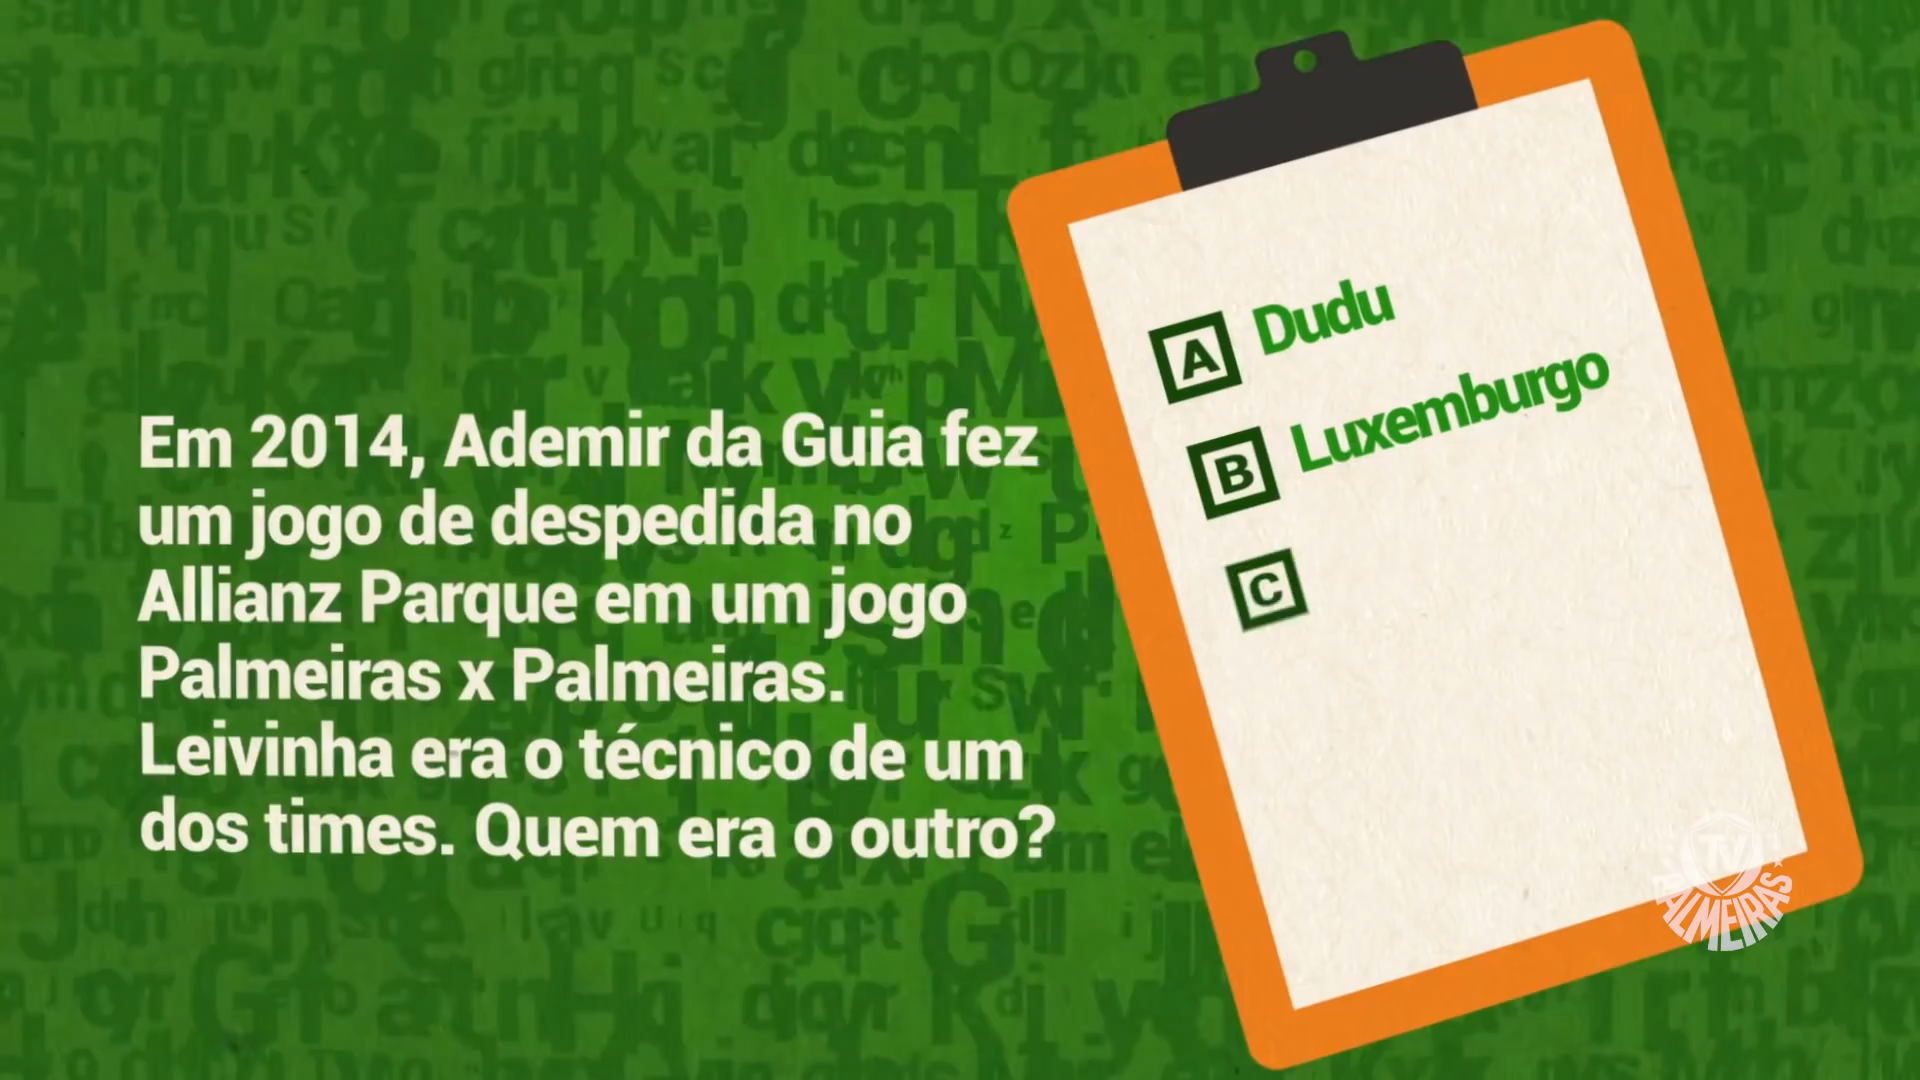 Em 2014, Ademir da Guia fez
um jogo de despedida no
Allianz Parque em um jogo
Palmeiras x Palmeiras.
Leivinha era o técnico de um
dos times. Quem era o outro?
A Dudu
B Luxemburgo
C
TV
PALMEIRAS